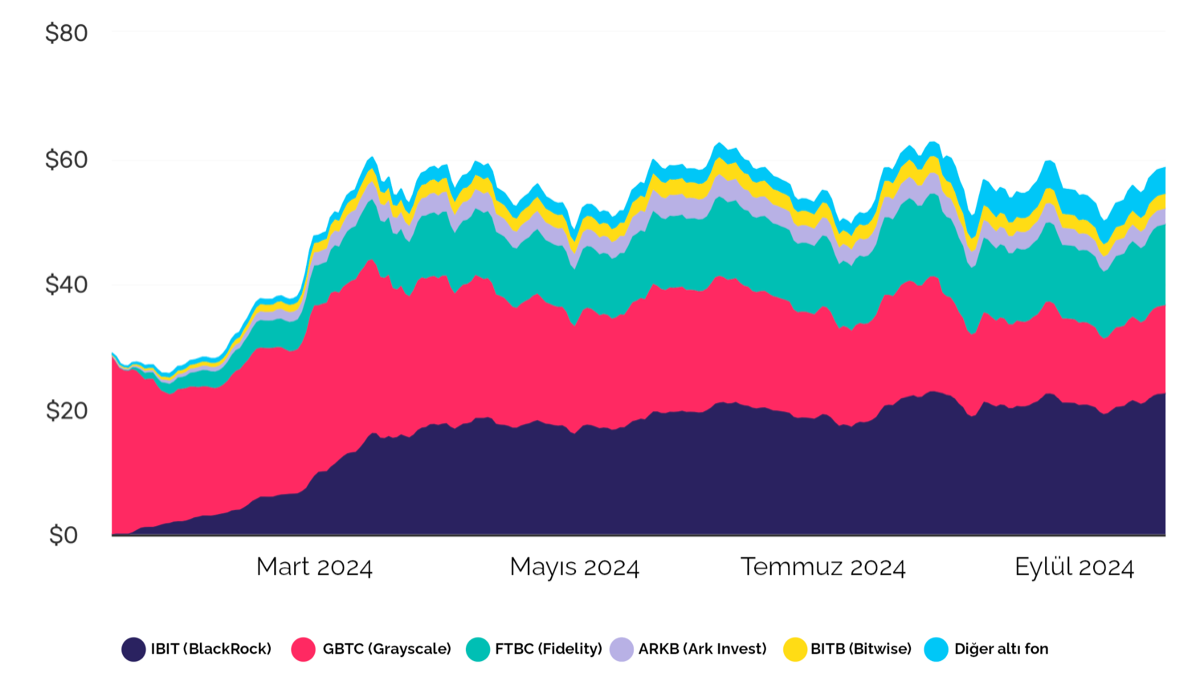 $80
$60
$40
$20
$0
Mart 2024 Mayıs 2024 Temmuz 2024 Eylül 2024
IBIT (BlackRock) GBTC (Grayscale) FTBC (Fidelity) ARKB (Ark Invest) BITB (Bitwise) Diğer altı fon